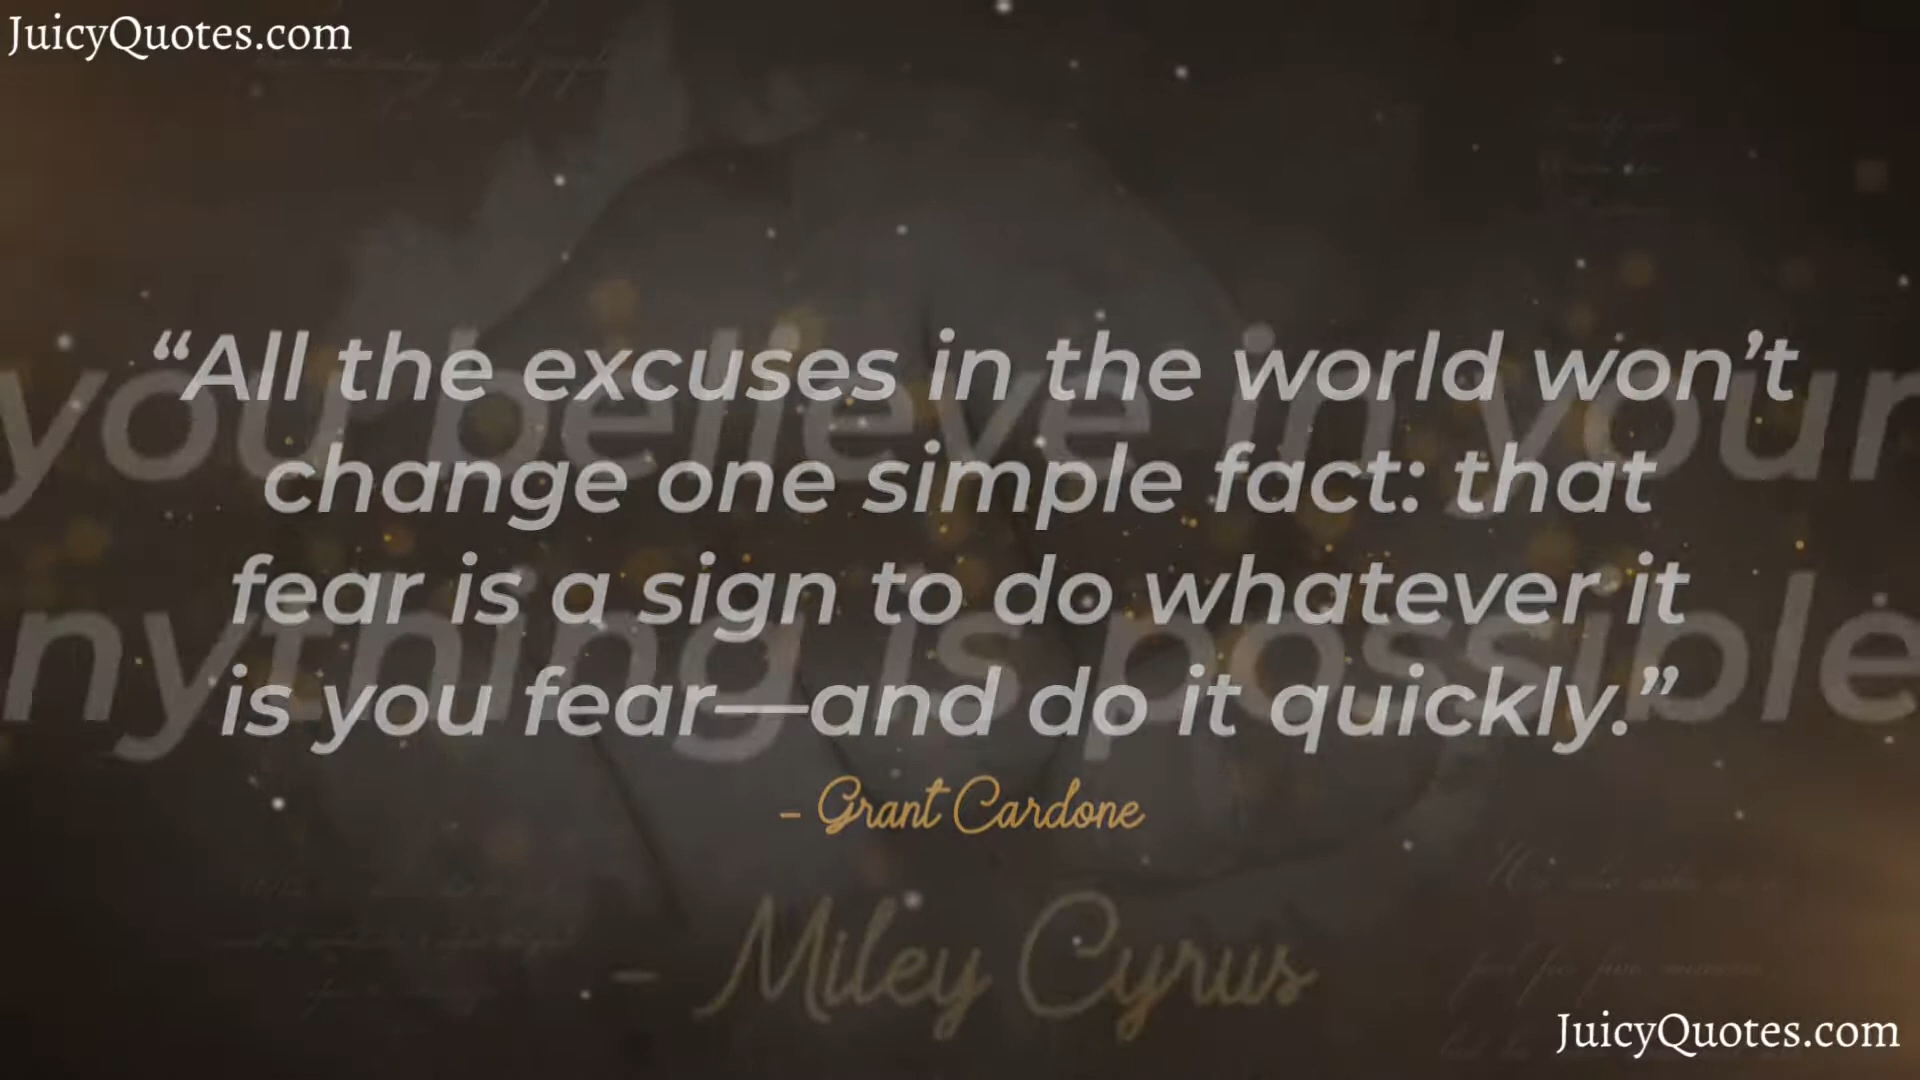 JuicyQuotes.com
“All the excuses in the world won’t
you believe in your
change one simple fact: that
fear is a sign to do whatever it
nything is possible
is you fear—and do it quickly.”
– Grant Cardone
– Miley Cyrus
JuicyQuotes.com